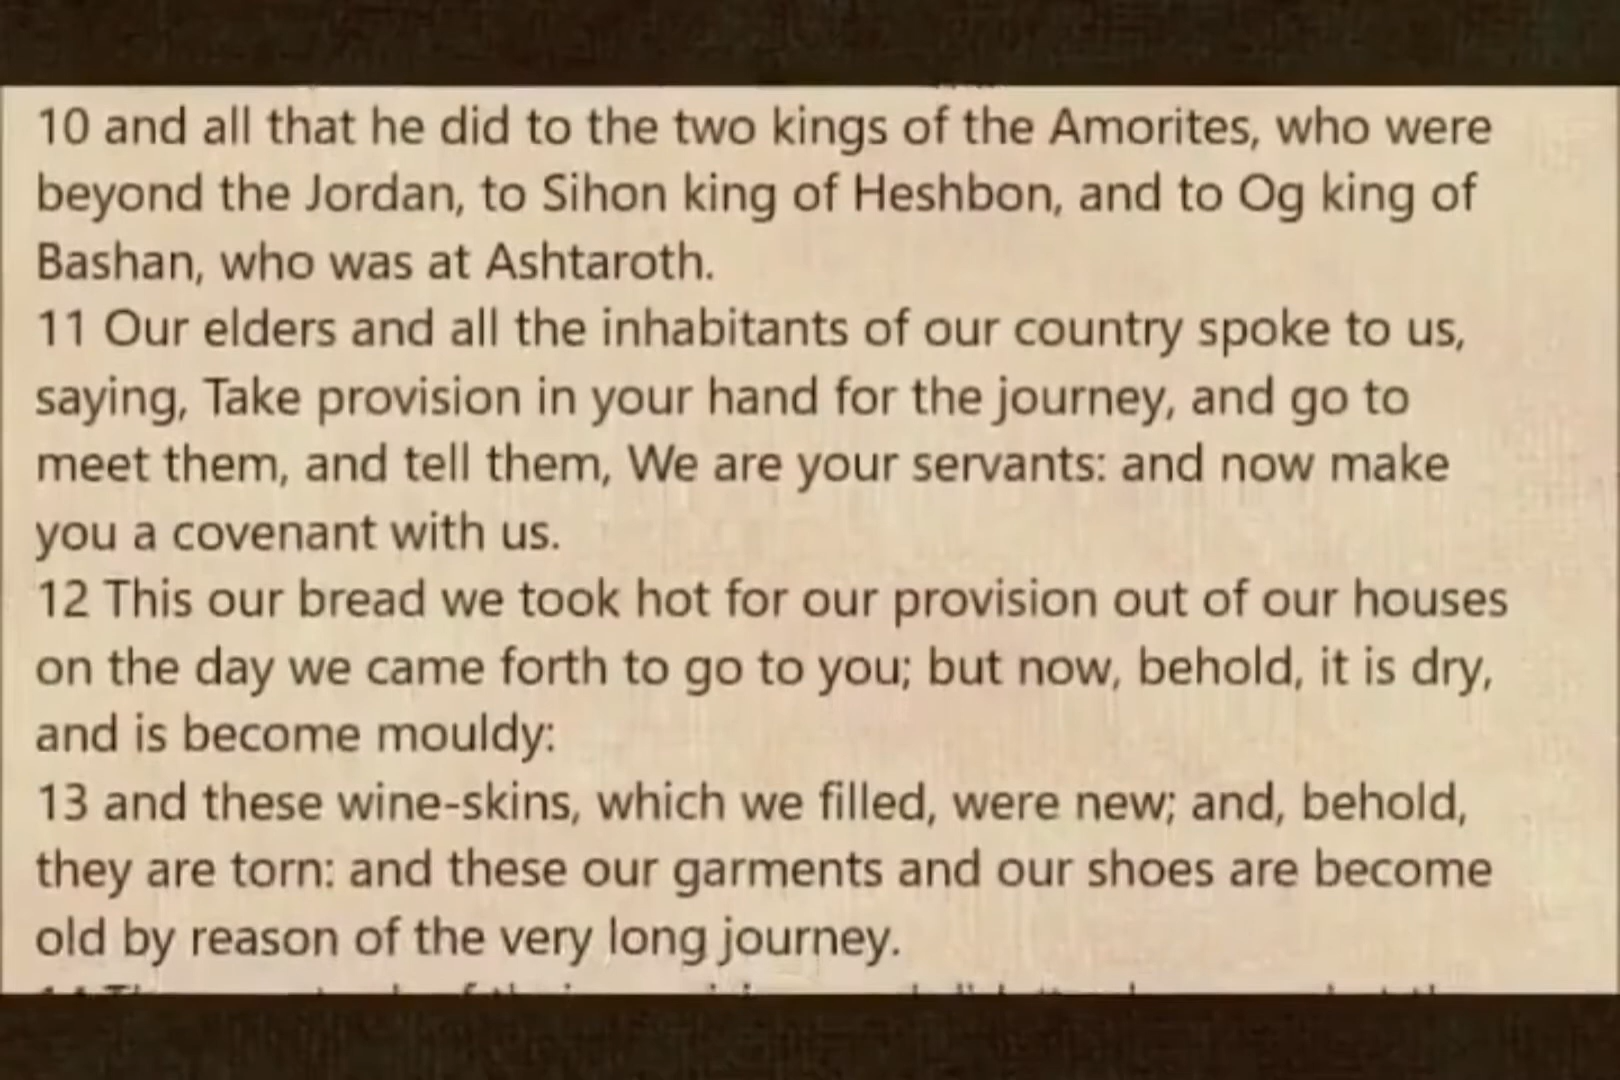 10 and all that he did to the two kings of the Amorites, who were
beyond the Jordan, to Sihon king of Heshbon, and to Og king of
Bashan, who was at Ashtaroth.
11 Our elders and all the inhabitants of our country spoke to us,
saying, Take provision in your hand for the journey, and go to
meet them, and tell them, We are your servants: and now make
you a covenant with us.
12 This our bread we took hot for our provision out of our houses
on the day we came forth to go to you; but now, behold, it is dry,
and is become mouldy:
13 and these wine-skins, which we filled, were new; and, behold,
they are torn: and these our garments and our shoes are become
old by reason of the very long journey.